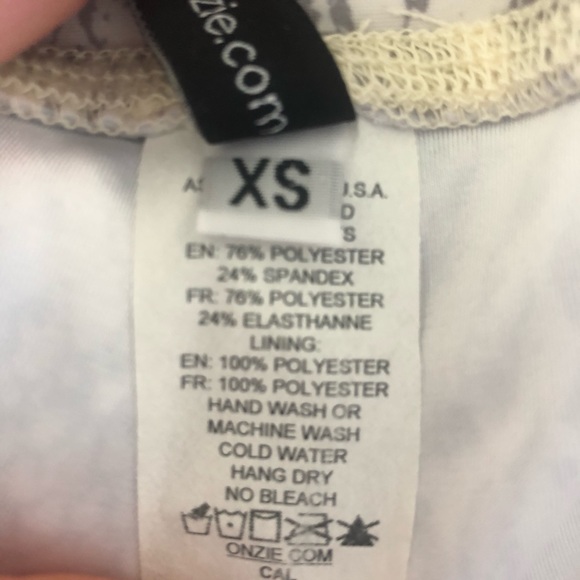 zie.com
XS
U.S.A.
EN: 76% POLYESTER
24% SPANDEX
FR: 76% POLYESTER
24% ELASTHANNE
LINING:
EN: 100% POLYESTER
FR: 100% POLYESTER
HAND WASH OR
MACHINE WASH
COLD WATER
HANG DRY
NO BLEACH
ONZIE.COM
CAL